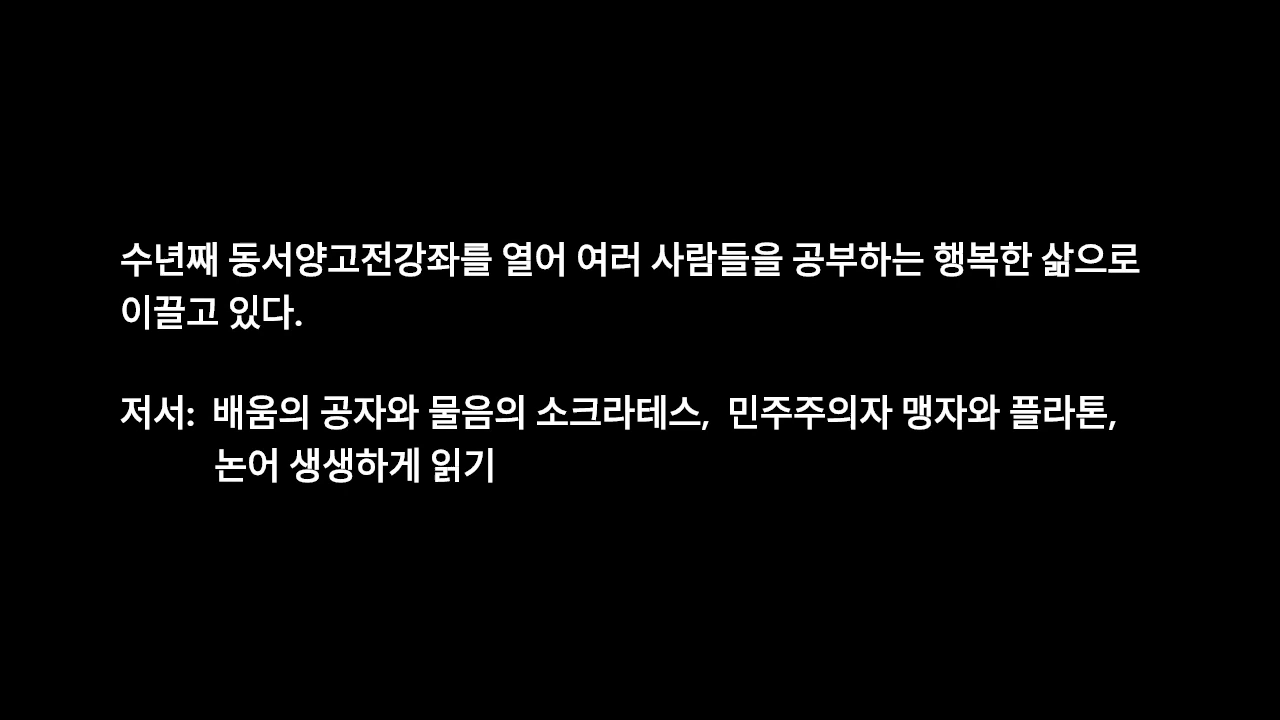 수년째 동서양고전강좌를 열어 여러 사람들을 공부하는 행복한 삶으로
이끌고 있다.
저서: 배움의 공자와 물음의 소크라테스, 민주주의자 맹자와 플라톤,
논어 생생하게 읽기